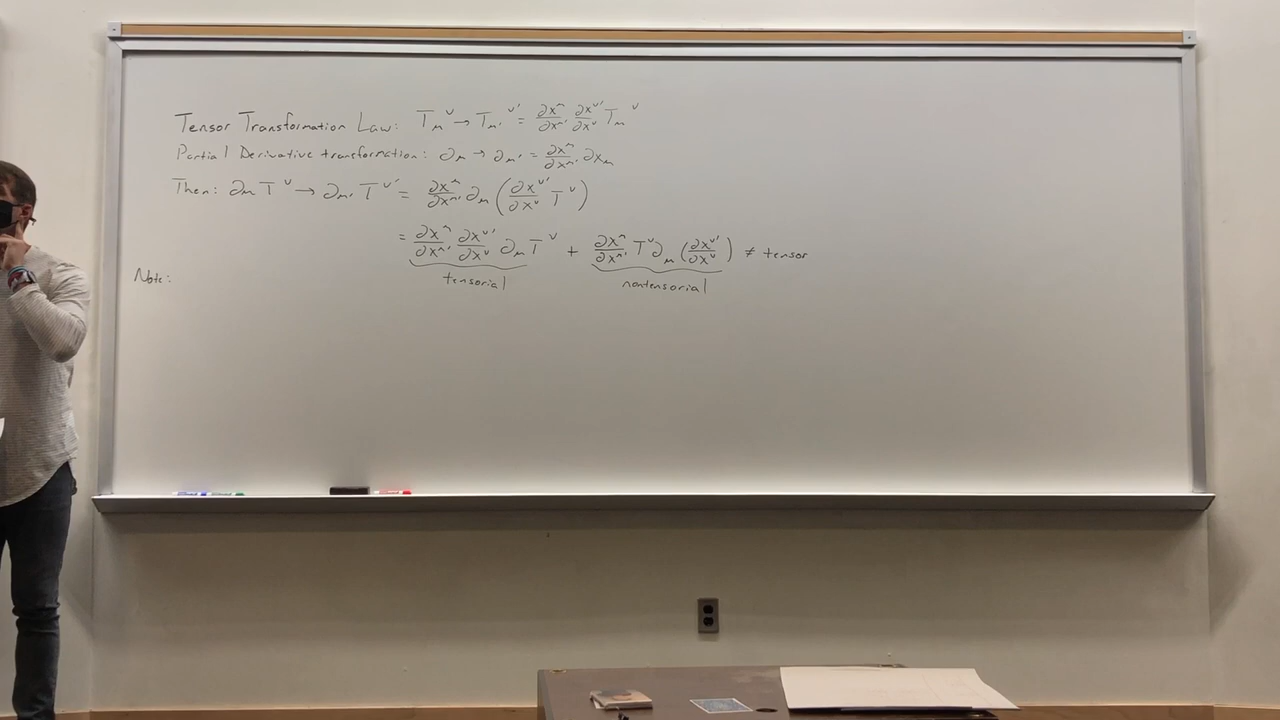 Tensor Transformation Law: T_μ^ν → T_μ'^ν' = ∂x^μ/∂x^μ' ∂x^ν'/∂x^ν T_μ^ν
Partial Derivative transformation: ∂_μ → ∂_μ' = ∂x^μ/∂x^μ' ∂x_μ
Then: ∂_μ T^ν → ∂_μ' T^ν' = ∂x^μ/∂x^μ' ∂_μ (∂x^ν'/∂x^ν T^ν)
= ∂x^μ/∂x^μ' ∂x^ν'/∂x^ν ∂_μ T^ν + ∂x^μ/∂x^μ' T^ν ∂_μ (∂x^ν'/∂x^ν) ≠ tensor
tensorial nontensorial
Note: